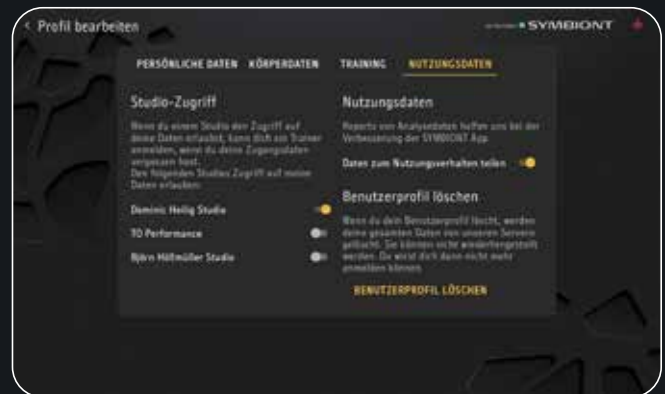 < Profil bearbeiten
SYMBIONT
PERSÖNLICHE DATEN KÖRPERDATEN TRAINING NUTZUNGSDATEN
Studio-Zugriff
Wenn du einem Studio den Zugriff auf
deine Daten erlaubst, kann dich ein Trainer
anmelden, wenn du deine Zugangsdaten
vergessen hast.
Den folgenden Studios Zugriff auf meine
Daten erlauben:
Dominic Heilig Studio
TO Performance
Björn Höltmüller Studio
Nutzungsdaten
Reports von Analysedaten helfen uns bei der
Verbesserung der SYMBIONT App
Daten zum Nutzungsverhalten teilen
Benutzerprofil löschen
Wenn du dein Benutzerprofil löscht, werden
deine gesamten Daten von unseren Servern
gelöscht. Sie können nicht wiederhergestellt
werden. Du wirst dich dann nicht mehr
anmelden können.
BENUTZERPROFIL LÖSCHEN